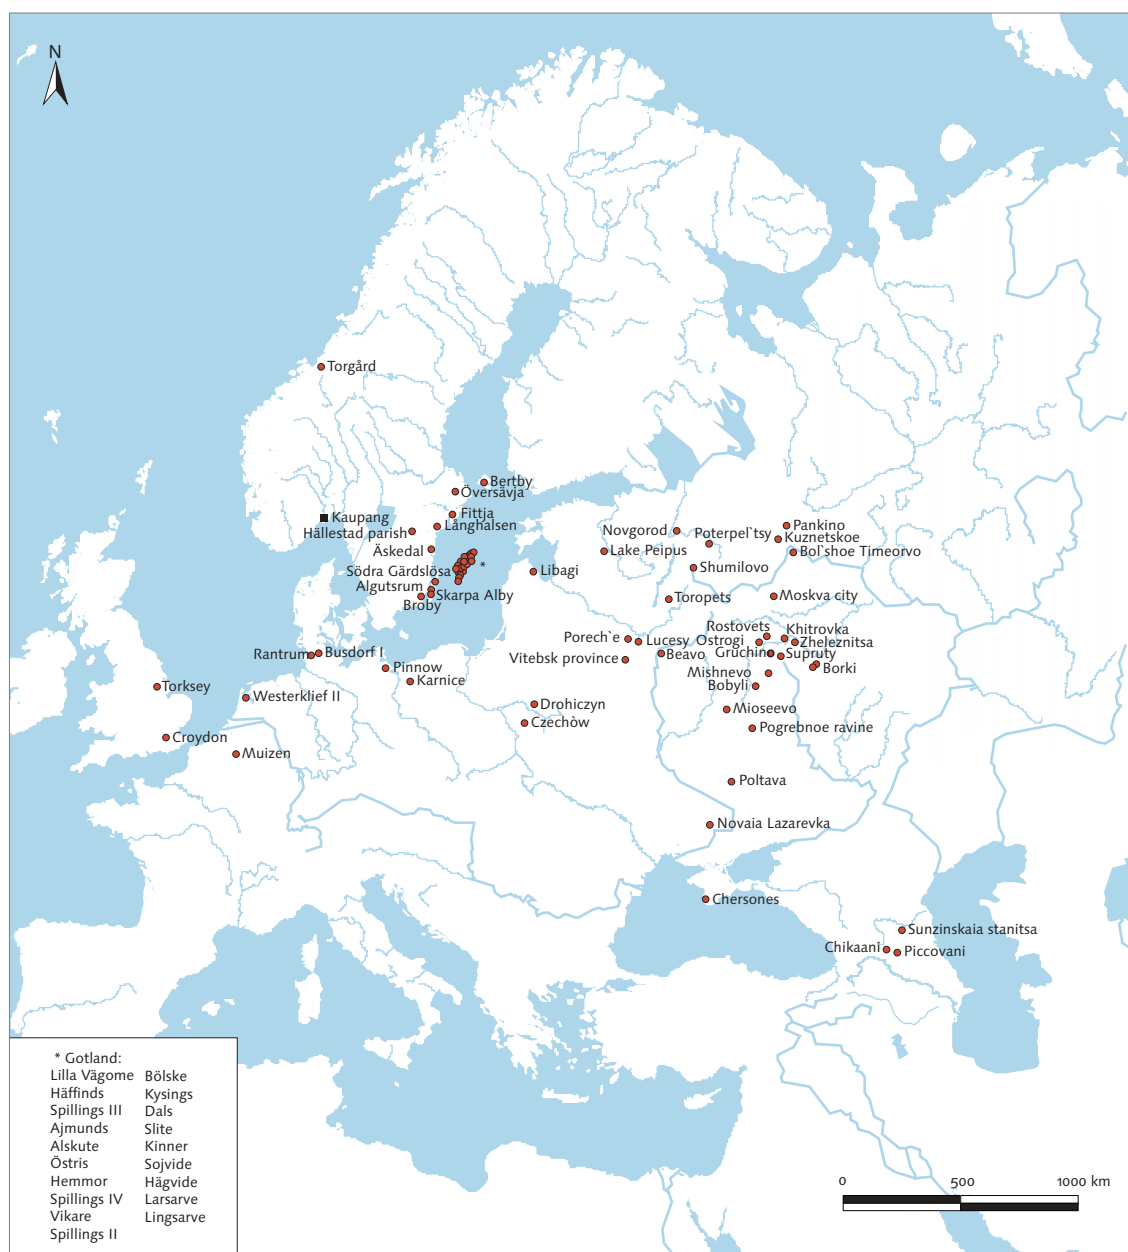 N
Torgård
Bertby
Översävja
Fittja
Kaupang
Långhalsen
Hällestad parish
Äskedal
*
Södra Gärdslösa
Algutsrum
Skarpa Alby
Broby
Libagi
Novgorod
Lake Peipus
Poterpel`tsy
Pankino
Kuznetskoe
Bol`shoe Timeorvo
Shumilovo
Toropets
Moskva city
Porech`e
Lucesy
Ostrogi
Rostovets
Khitrovka
Zheleznitsa
Vitebsk province
Beavo
Gruchino
Supruty
Borki
Mishnevo
Bobyli
Mioseevo
Pogrebnoe ravine
Rantrum
Busdorf I
Pinnow
Karnice
Torksey
Westerklief II
Drohiczyn
Czechòw
Croydon
Muizen
Poltava
Novaia Lazarevka
Chersones
Sunzinskaia stanitsa
Chikaani
Piccovani
* Gotland:
Lilla Vägome
Häffinds
Spillings III
Ajmunds
Alskute
Östris
Hemmor
Spillings IV
Vikare
Spillings II
Bölske
Kysings
Dals
Slite
Kinner
Sojvide
Hägvide
Larsarve
Lingsarve
0 500 1000 km